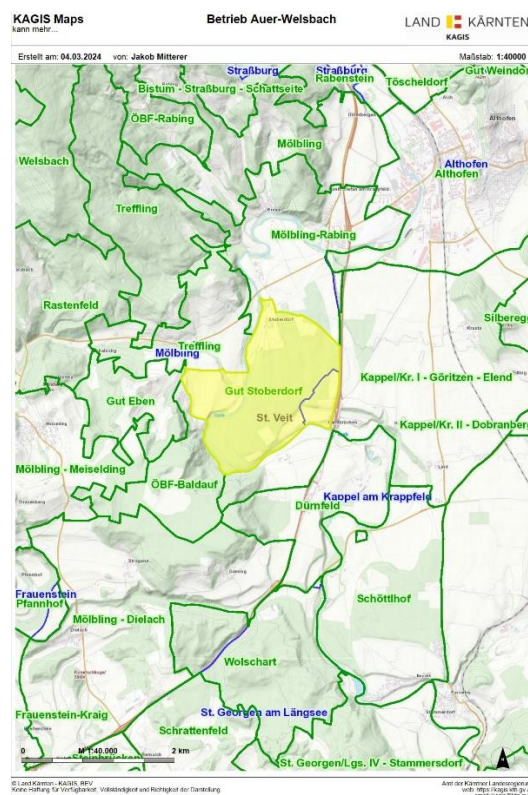 KAGIS Maps
kann mehr...
Betrieb Auer-Welsbach
LAND KÄRNTEN
KAGIS
Erstellt am: 04.03.2024 von: Jakob Mitterer
Maßstab: 1:40000
Straßburg
Straßburg
Gut Weindor
Rabenstein
Töscheldorf
Bistum - Straßburg - Schattseite
ÖBF-Rabing
Mölbling
Althofen
Welsbach
Althofen
Althofen
Treffling
Mölbling-Rabing
Rastenfeld
Stoberdorf
Silbereg
Treffling
Mölbling
Kappel/Kr. I - Göritzen - Elend
Gut Stoberdorf
Gut Eben
St. Veit
Kappel/Kr. II - Dobranberg
Mölbling - Meiselding
ÖBF-Baldauf
Kappel am Krappfeld
Dürnfeld
Frauenstein
Pfannhof
Schöttlhof
Mölbling - Dielach
Wolschart
Frauenstein-Kraig
St. Georgen am Längsee
Schrattenfeld
0 M 1:40.000 2 km
Steinbrücken
St. Georgen/Lgs. IV - Stammersdorf
© Land Kärnten - KAGIS, BEV
Keine Haftung für Verfügbarkeit, Vollständigkeit und Richtigkeit der Darstellung
Amt der Kärntner Landesregierung